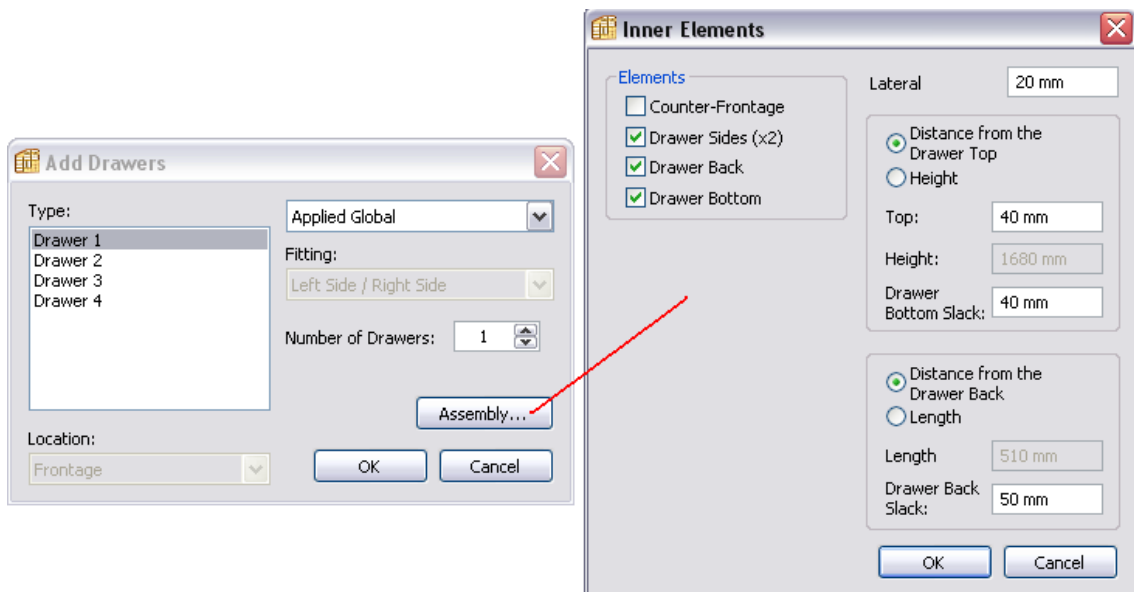 Add Drawers
Type:
Drawer 1
Drawer 2
Drawer 3
Drawer 4
Location:
Frontage
Applied Global
Fitting:
Left Side / Right Side
Number of Drawers: 1
Assembly...
OK Cancel
Inner Elements
Elements
Counter-Frontage
Drawer Sides (x2)
Drawer Back
Drawer Bottom
Lateral 20 mm
Distance from the
Drawer Top
Height
Top: 40 mm
Height: 1680 mm
Drawer
Bottom Slack: 40 mm
Distance from the
Drawer Back
Length
Length 510 mm
Drawer Back
Slack: 50 mm
OK Cancel